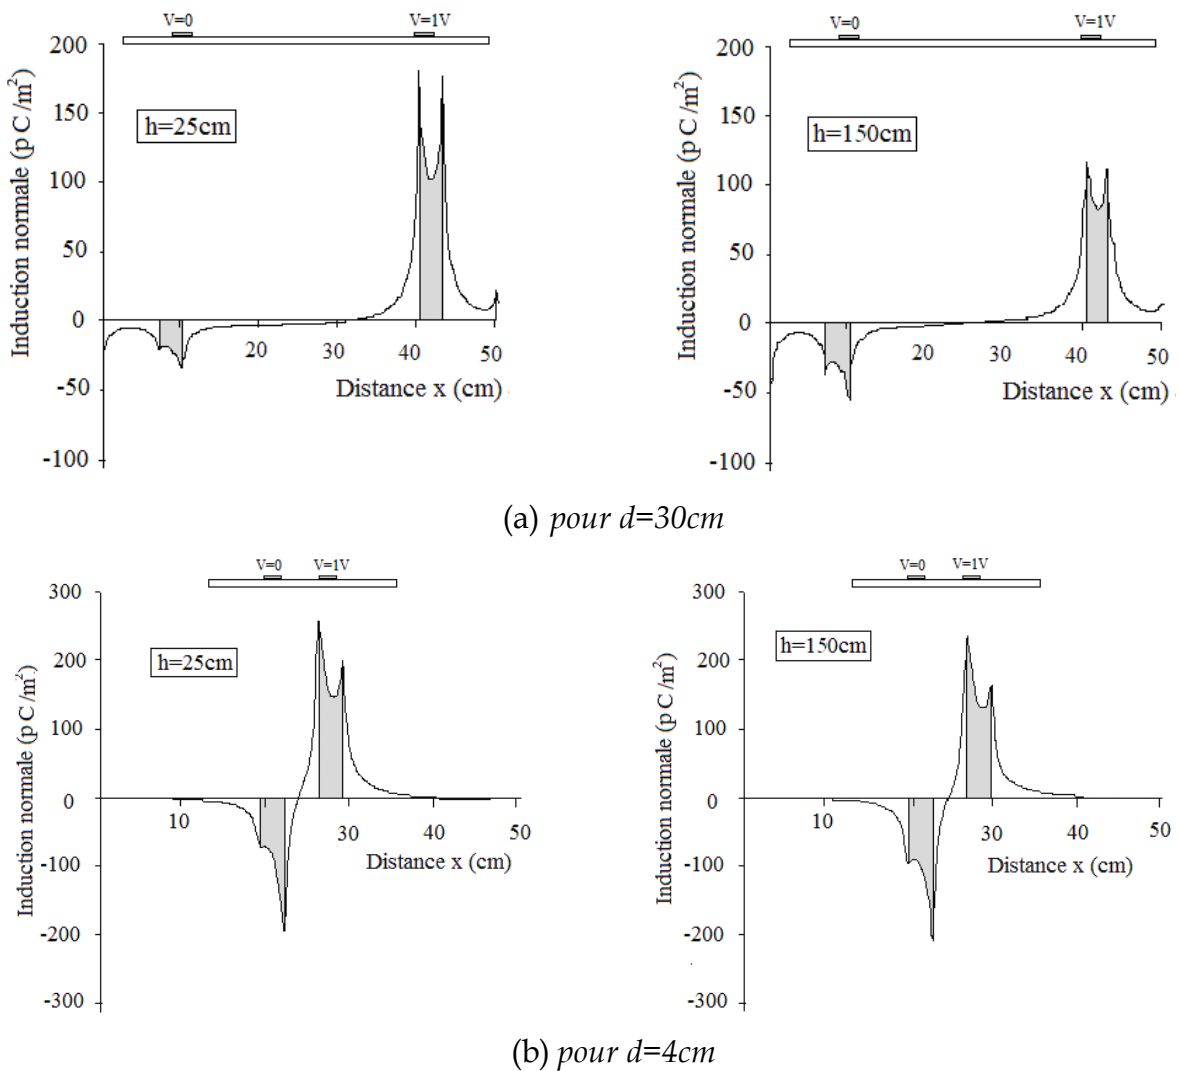 V=0 V=1V
200
150
100
50
0
-50
-100
20 30 40 50
h=25cm
Induction normale (p C /m²)
Distance x (cm)
V=0 V=1V
200
150
100
50
0
-50
-100
20 30 40 50
h=150cm
Induction normale (p C /m²)
Distance x (cm)
(a) pour d=30cm
V=0 V=1V
300
200
100
0
-100
-200
-300
10 30 40 50
h=25cm
Induction normale (p C /m²)
Distance x (cm)
V=0 V=1V
300
200
100
0
-100
-200
-300
10 30 40 50
h=150cm
Induction normale (p C /m²)
Distance x (cm)
(b) pour d=4cm